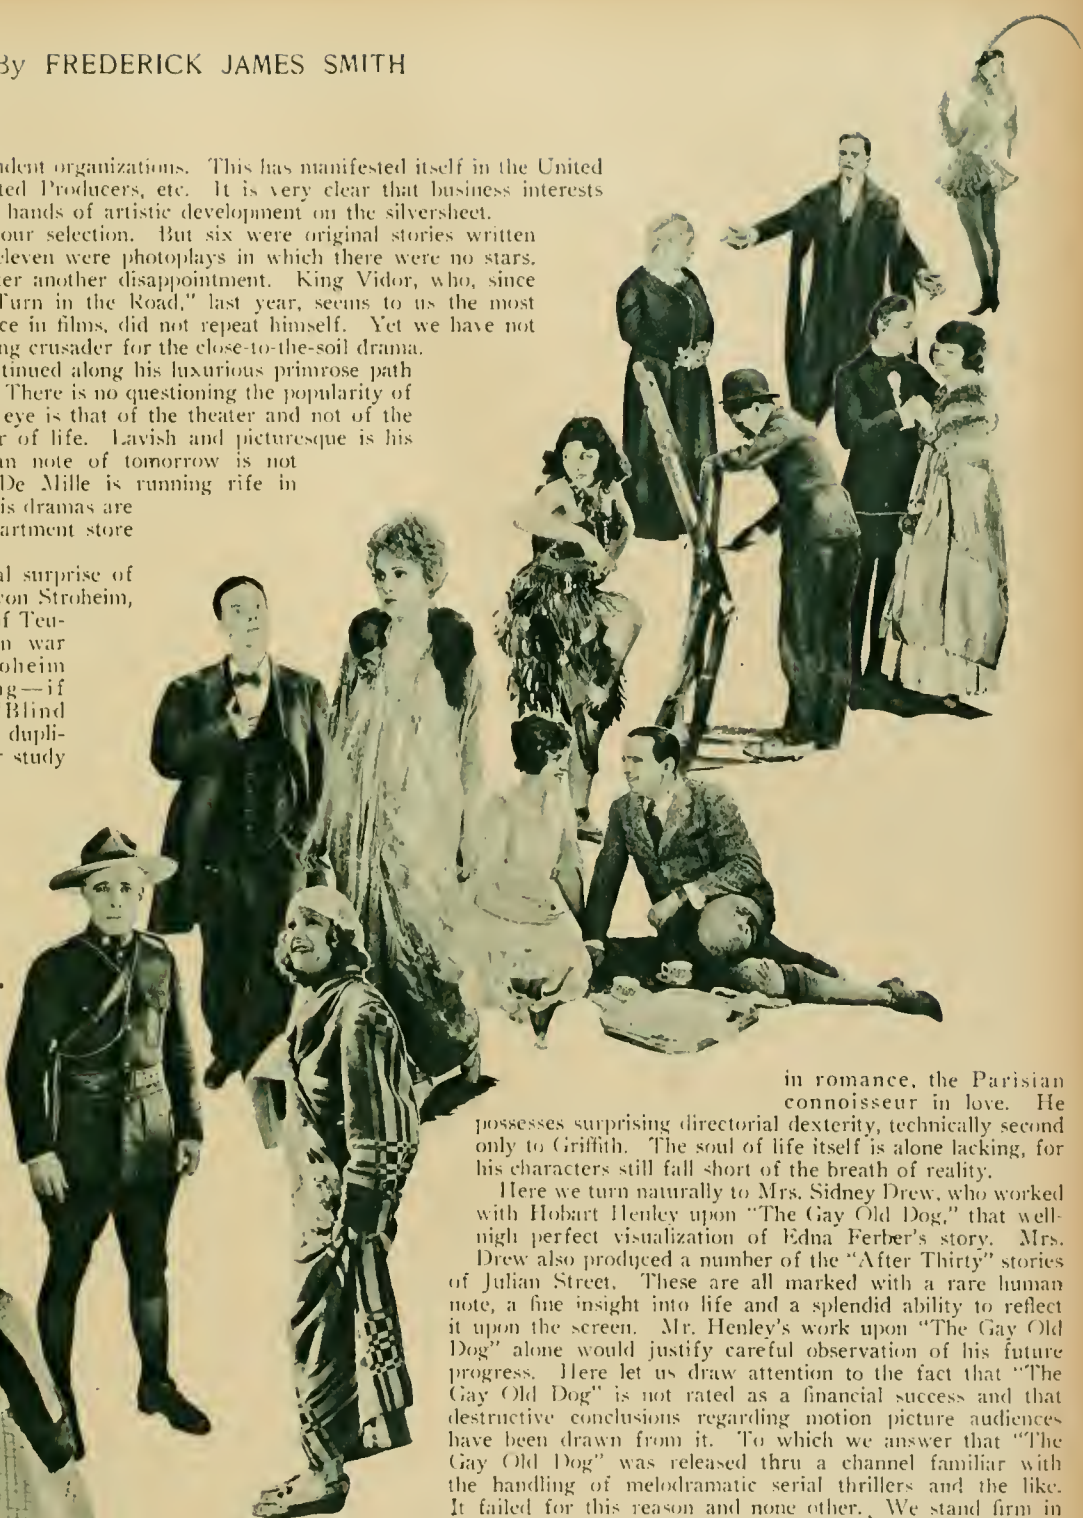 By FREDERICK JAMES SMITH
ndent organizations. This has manifested itself in the United
ted Producers, etc. It is very clear that business interests
hands of artistic development on the silversheet.
our selection. But six were original stories written
eleven were photoplays in which there were no stars.
er another disappointment. King Vidor, who, since
Turn in the Road," last year, seems to us the most
ce in films, did not repeat himself. Yet we have not
ng crusader for the close-to-the-soil drama.
tinued along his luxurious primrose path
There is no questioning the popularity of
eye is that of the theater and not of the
r of life. Lavish and picturesque is his
an note of tomorrow is not
De Mille is running rife in
is dramas are
artment store
al surprise of
von Stroheim,
of Teu-
n war
oheim
ng—if
Blind
dupli-
r study
in romance, the Parisian
connoisseur in love. He
possesses surprising directorial dexterity, technically second
only to Griffith. The soul of life itself is alone lacking, for
his characters still fall short of the breath of reality.
Here we turn naturally to Mrs. Sidney Drew, who worked
with Hobart Henley upon "The Gay Old Dog," that well-
nigh perfect visualization of Edna Ferber's story. Mrs.
Drew also produced a number of the "After Thirty" stories
of Julian Street. These are all marked with a rare human
note, a fine insight into life and a splendid ability to reflect
it upon the screen. Mr. Henley's work upon "The Gay Old
Dog" alone would justify careful observation of his future
progress. Here let us draw attention to the fact that "The
Gay Old Dog" is not rated as a financial success and that
destructive conclusions regarding motion picture audiences
have been drawn from it. To which we answer that "The
Gay Old Dog" was released thru a channel familiar with
the handling of melodramatic serial thrillers and the like.
It failed for this reason and none other. We stand firm in